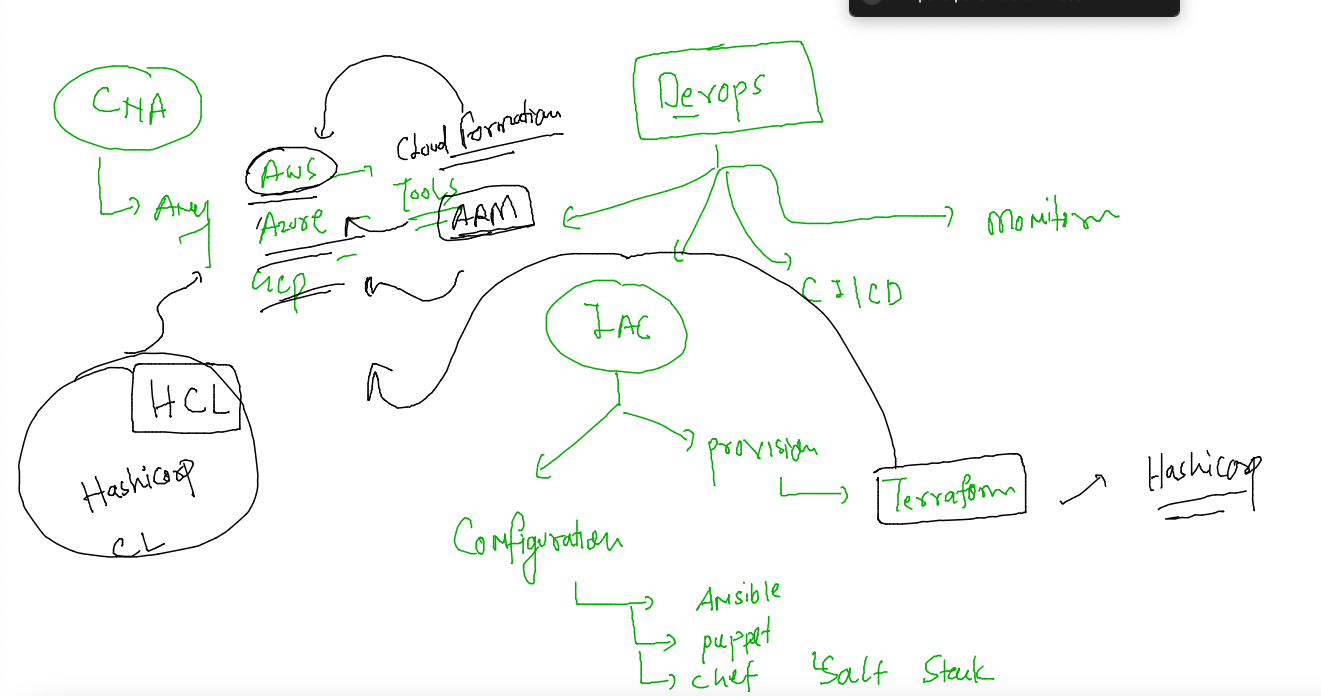 Devops
CNA
Cloud Formation
AWS
Tools
Any
Azure
ARM
Monitorn
GCP
CI/CD
IAC
HCL
Hashicorp
CL
provision
Terraform
Hashicorp
Configuration
Ansible
puppet
chef
Salt Stack